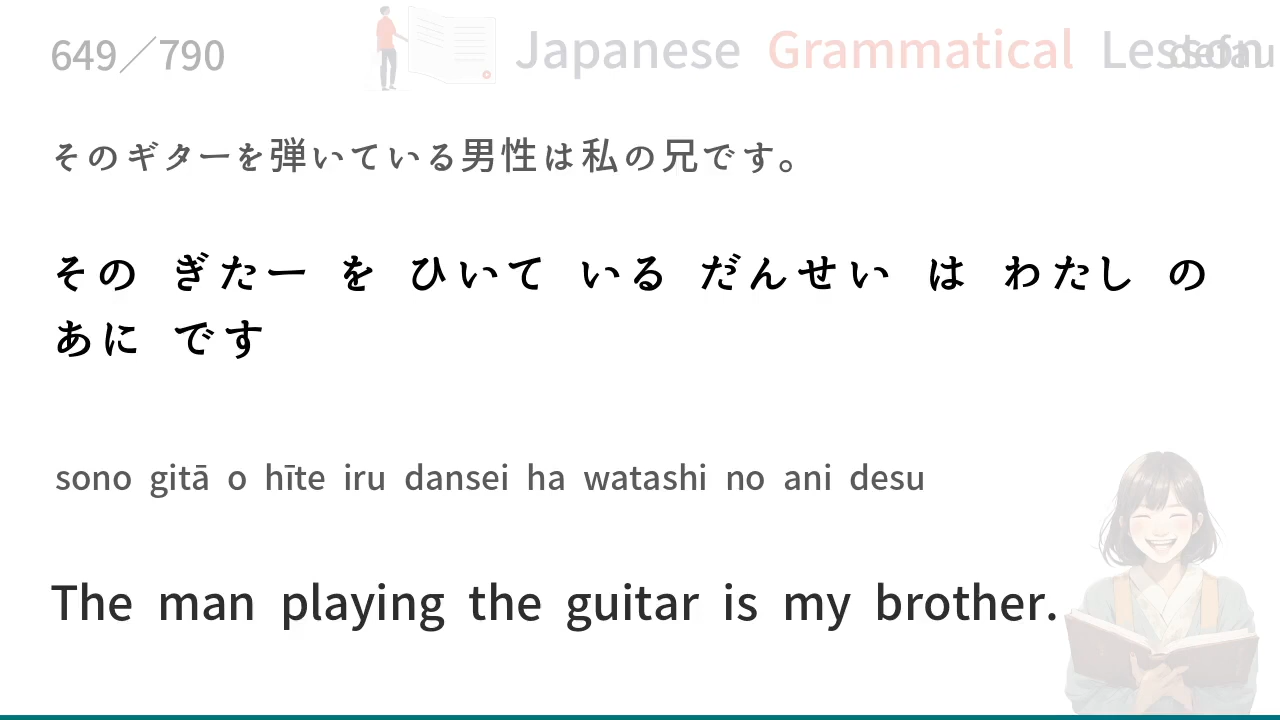 649／790
Japanese Grammatical Lesson
そのギターを弾いている男性は私の兄です。
その ぎたー を ひいて いる だんせい は わたし の
あに です
sono gitā o hīte iru dansei ha watashi no ani desu
The man playing the guitar is my brother.